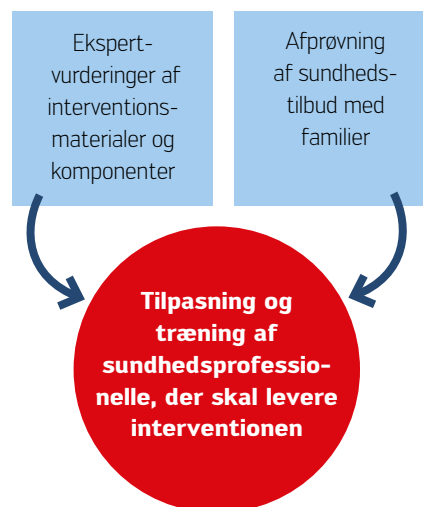 Ekspert-
vurderinger af
interventions-
materialer og
komponenter
Afprøvning
af sundheds-
tilbud med
familier
Tilpasning og
træning af
sundhedsprofessio-
nelle, der skal levere
interventionen